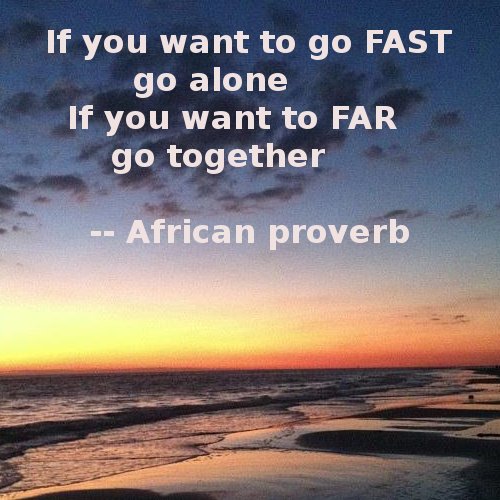 If you want to go FAST
go alone
If you want to FAR
go together
-- African proverb